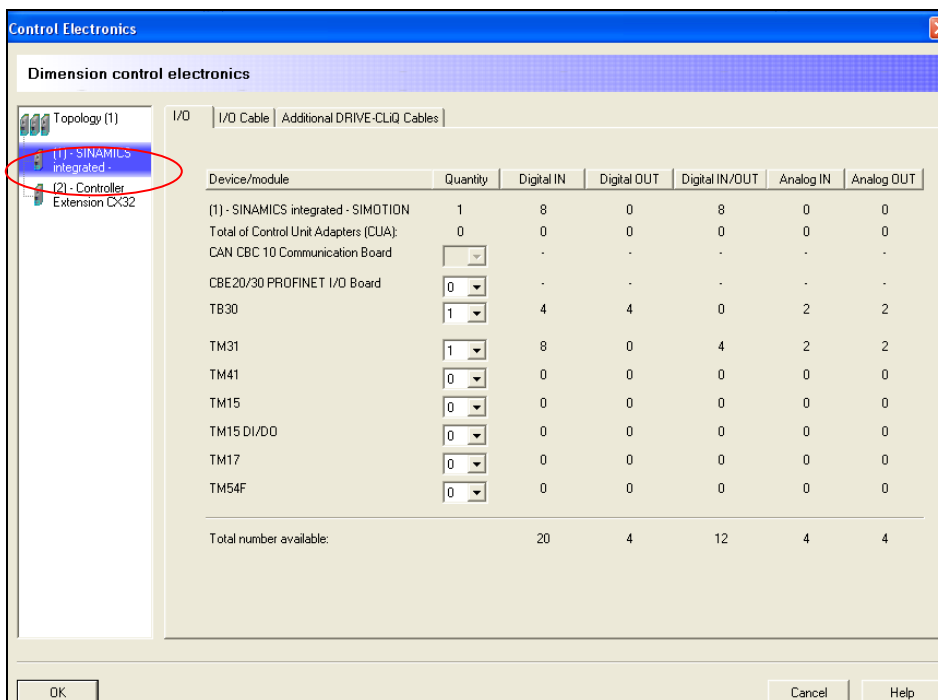 Control Electronics
Dimension control electronics
Topology (1)
(1) - SINAMICS
integrated -
(2) - Controller
Extension CX32
I/O I/O Cable Additional DRIVE-CLiQ Cables
Device/module Quantity Digital IN Digital OUT Digital IN/OUT Analog IN Analog OUT
(1) - SINAMICS integrated - SIMOTION 1 8 0 8 0 0
Total of Control Unit Adapters (CUA): 0 0 0 0 0 0
CAN CBC 10 Communication Board - - - - -
CBE20/30 PROFINET I/O Board 0 - - - - -
TB30 1 4 4 0 2 2
TM31 1 8 0 4 2 2
TM41 0 0 0 0 0 0
TM15 0 0 0 0 0 0
TM15 DI/DO 0 0 0 0 0 0
TM17 0 0 0 0 0 0
TM54F 0 0 0 0 0 0
Total number available: 20 4 12 4 4
OK Cancel Help